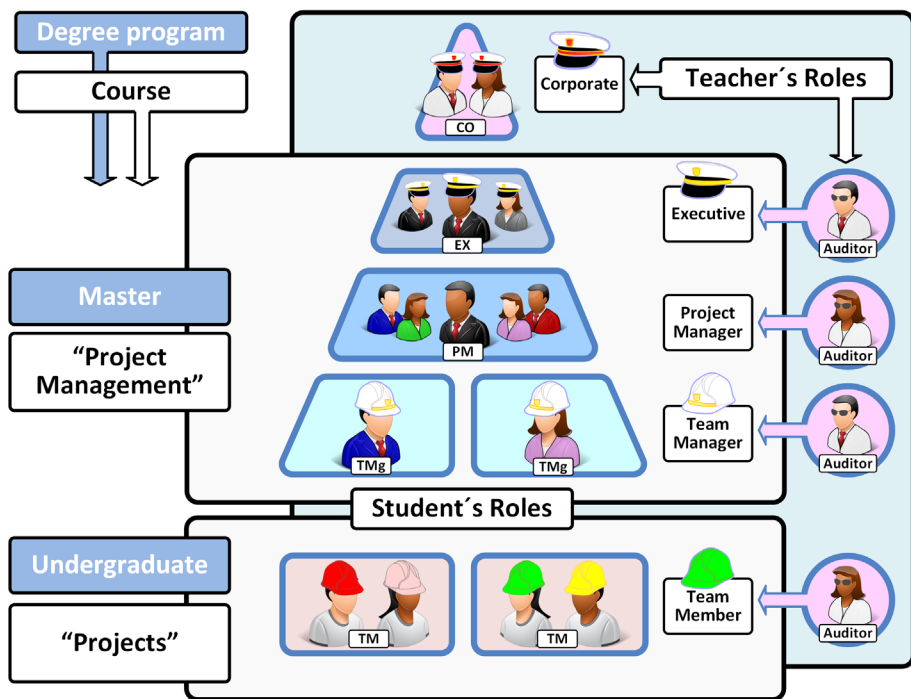 Degree program
Course
CO
Corporate
Teacher´s Roles
EX
Executive
Auditor
Master
“Project
Management”
PM
Project
Manager
Auditor
TMg
TMg
Team
Manager
Auditor
Student´s Roles
Undergraduate
“Projects”
TM
TM
Team
Member
Auditor